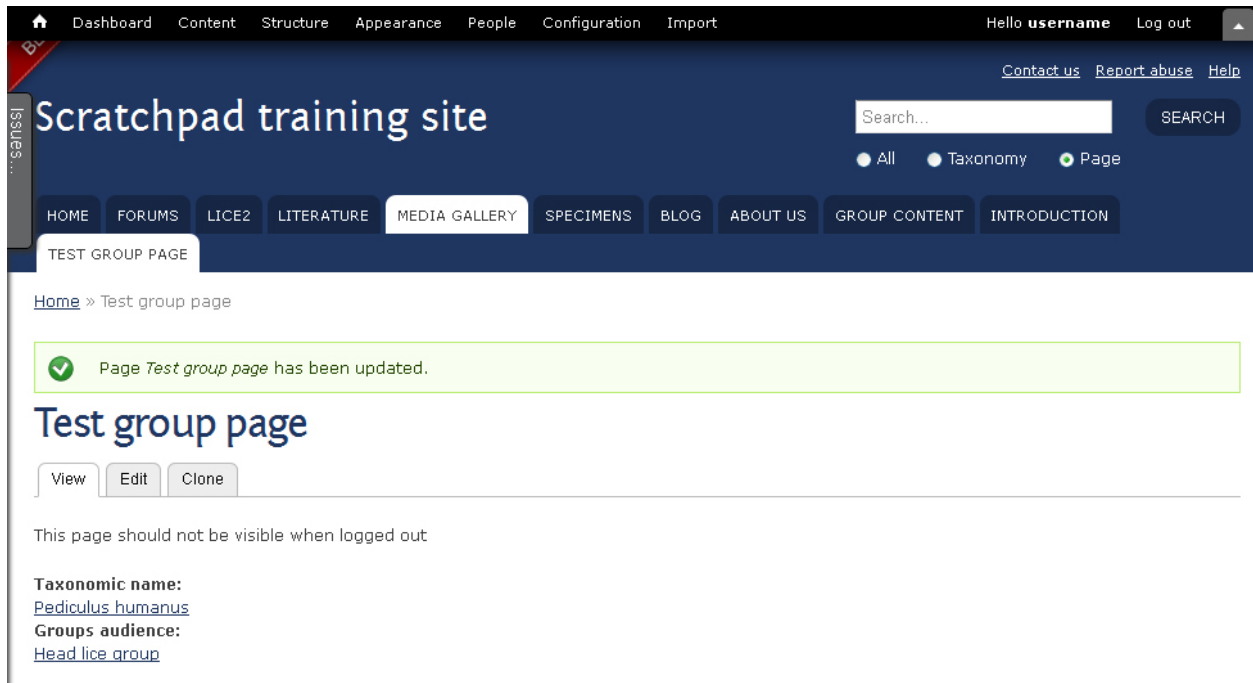 Dashboard Content Structure Appearance People Configuration Import Hello username Log out
Contact us Report abuse Help
Issues...
Scratchpad training site
Search... SEARCH
All Taxonomy Page
HOME FORUMS LICE2 LITERATURE MEDIA GALLERY SPECIMENS BLOG ABOUT US GROUP CONTENT INTRODUCTION
TEST GROUP PAGE
Home » Test group page
Page Test group page has been updated.
Test group page
View Edit Clone
This page should not be visible when logged out
Taxonomic name:
Pediculus humanus
Groups audience:
Head lice group